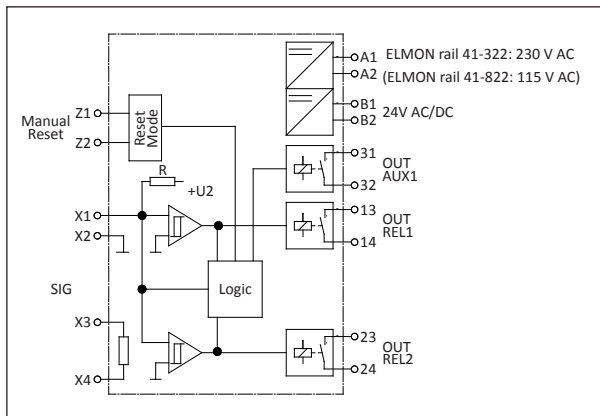 A1 ELMON rail 41-322: 230 V AC
A2 (ELMON rail 41-822: 115 V AC)
B1
24V AC/DC
B2
Z1
Manual
Reset
Z2
Reset
Mode
31
OUT
AUX1
32
R
+U2
X1
X2
13
OUT
REL1
14
SIG
Logic
X3
X4
23
OUT
REL2
24